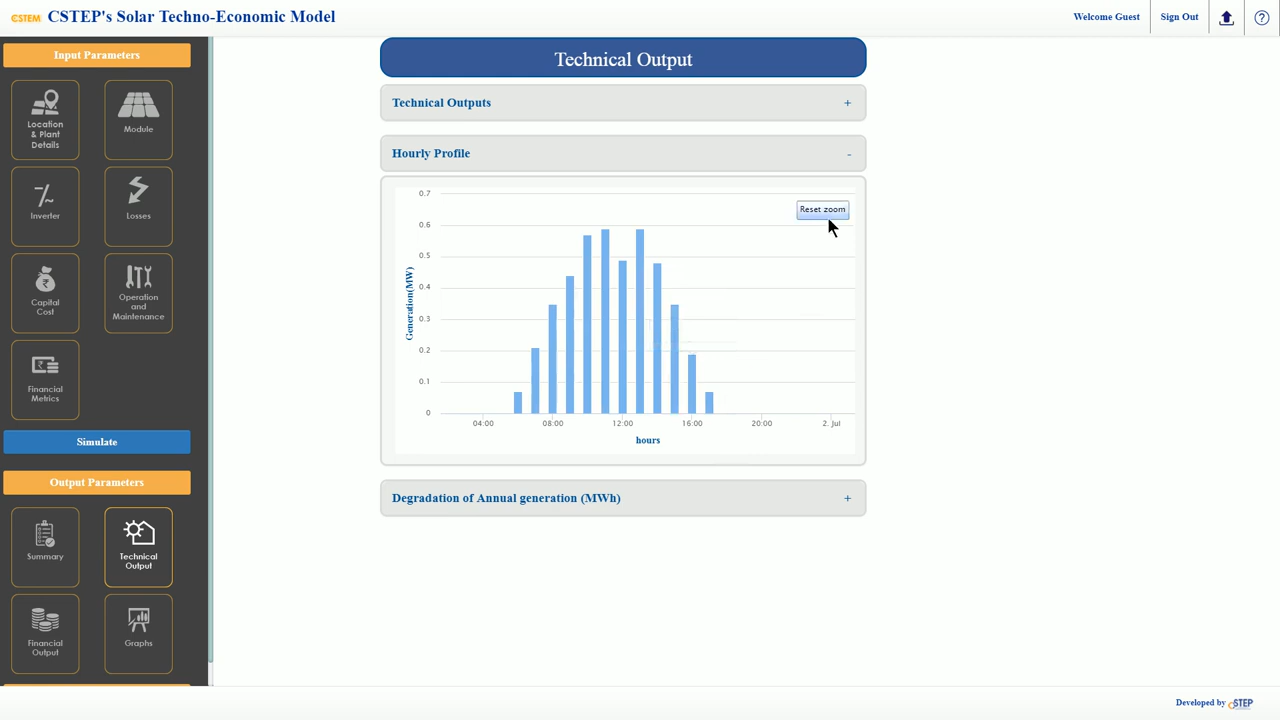 CSTEM CSTEP's Solar Techno-Economic Model
Welcome Guest
Sign Out
?
Input Parameters
Location
& Plant
Details
Module
Inverter
Losses
Capital
Cost
Operation
and
Maintenance
Financial
Metrics
Simulate
Output Parameters
Summary
Technical
Output
Financial
Output
Graphs
Technical Output
Technical Outputs +
Hourly Profile -
Reset zoom
Generation(MW)
0.7
0.6
0.5
0.4
0.3
0.2
0.1
0
04:00 08:00 12:00 16:00 20:00 2. Jul
hours
Degradation of Annual generation (MWh) +
Developed by CSTEP